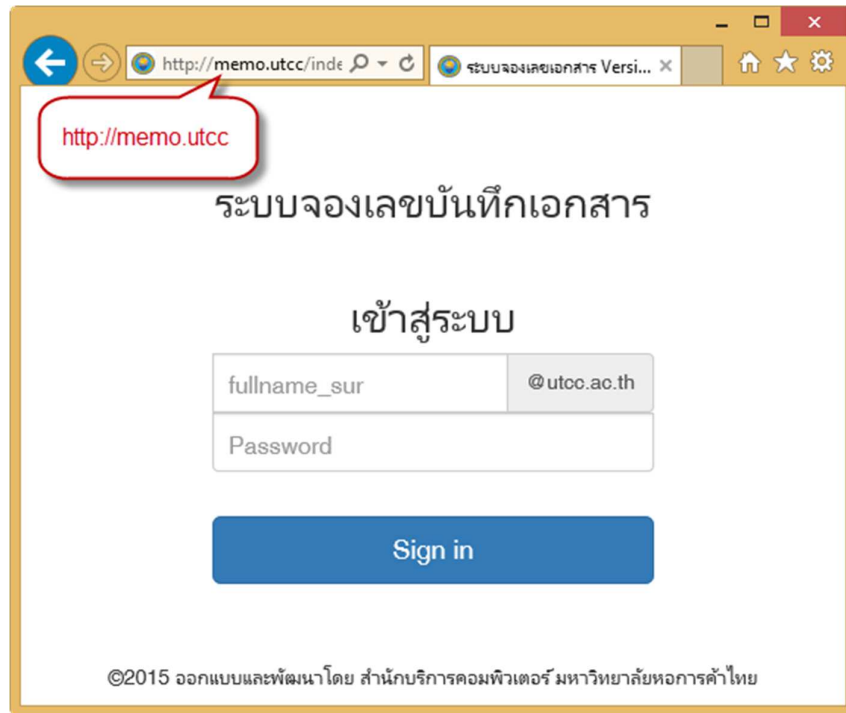 http://memo.utcc/inde
ระบบจองเลขเอกสาร Versi...
http://memo.utcc
ระบบจองเลขบันทึกเอกสาร
เข้าสู่ระบบ
fullname_sur @utcc.ac.th
Password
Sign in
©2015 ออกแบบและพัฒนาโดย สำนักบริการคอมพิวเตอร์ มหาวิทยาลัยหอการค้าไทย